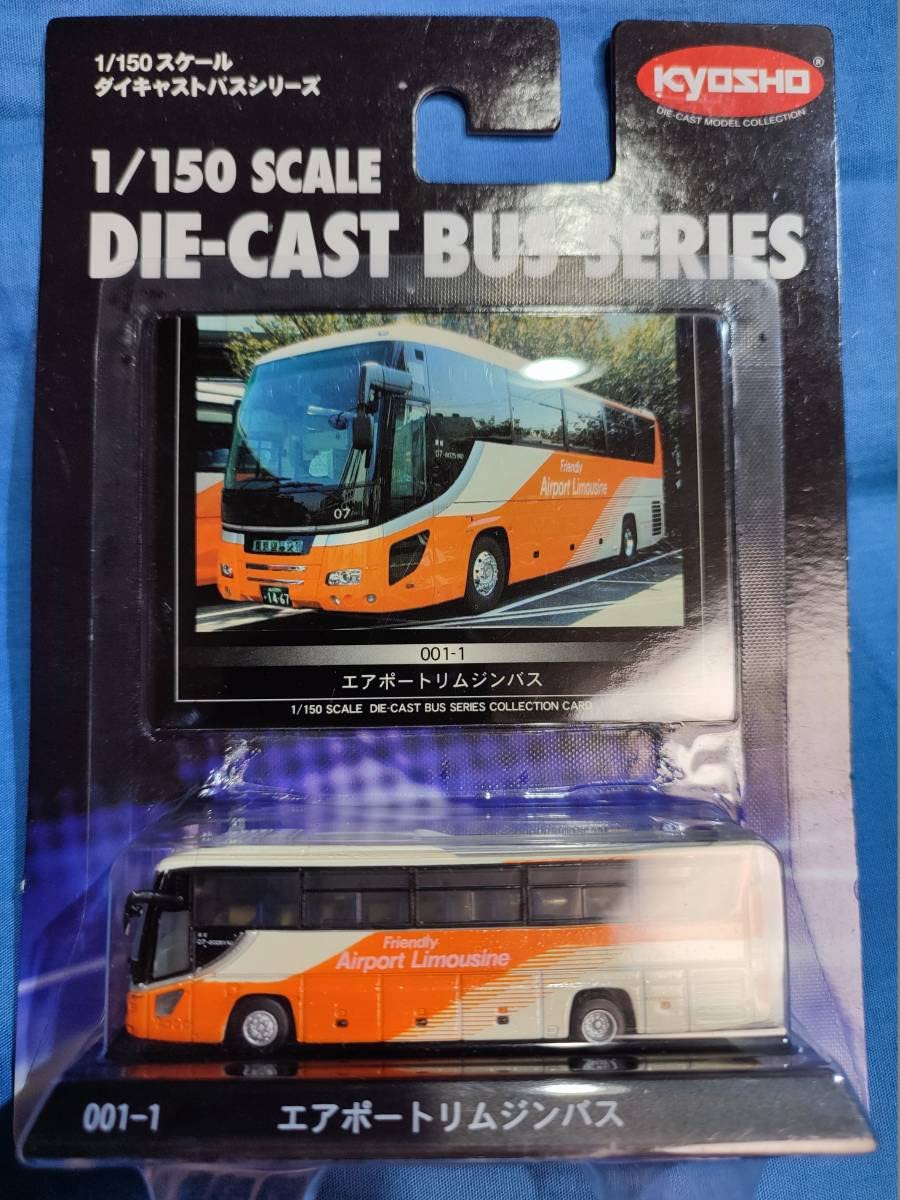 1/150 スケール
ダイキャストバスシリーズ
KYOSHO®
DIE-CAST MODEL COLLECTION
1/150 SCALE
DIE-CAST BUS SERIES
Friendly
Airport Limousine
07
・1467
001-1
エアポートリムジンバス
1/150 SCALE DIE-CAST BUS SERIES COLLECTION CARD
Friendly
Airport Limousine
001-1
エアポートリムジンバス